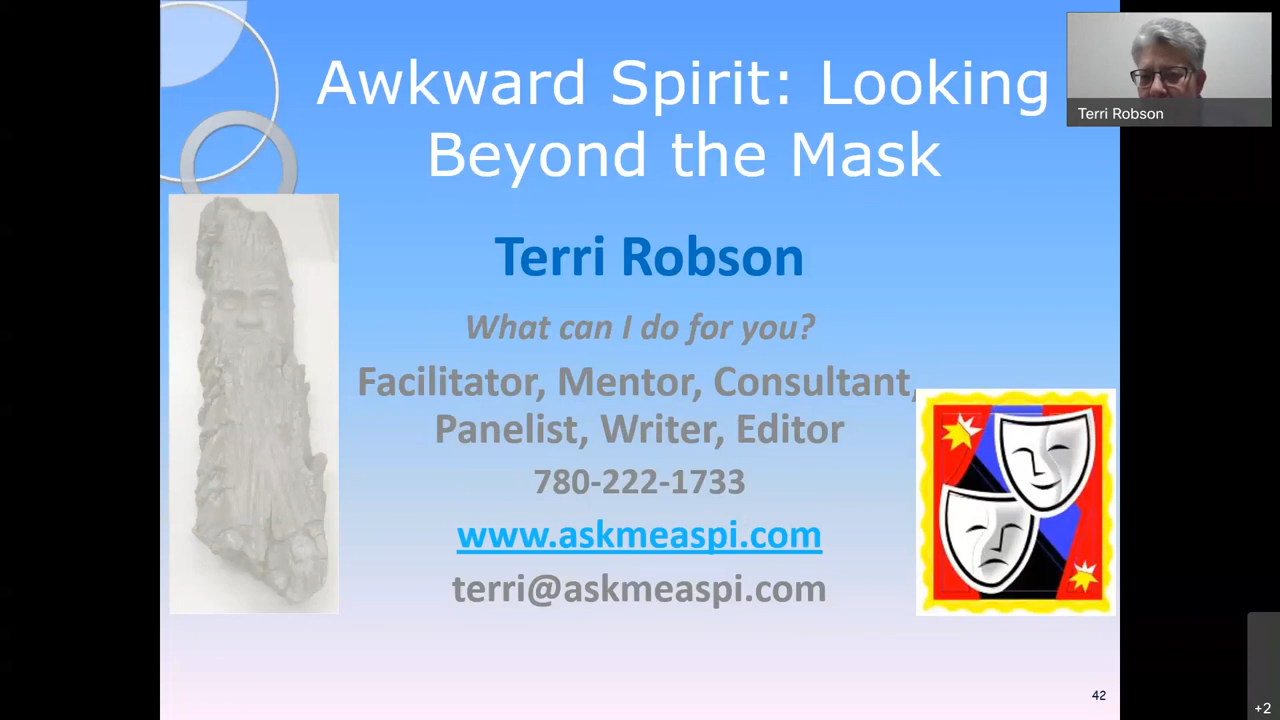 Awkward Spirit: Looking
Beyond the Mask
Terri Robson
Terri Robson
What can I do for you?
Facilitator, Mentor, Consultant,
Panelist, Writer, Editor
780-222-1733
www.askmeaspi.com
terri@askmeaspi.com
42
+2